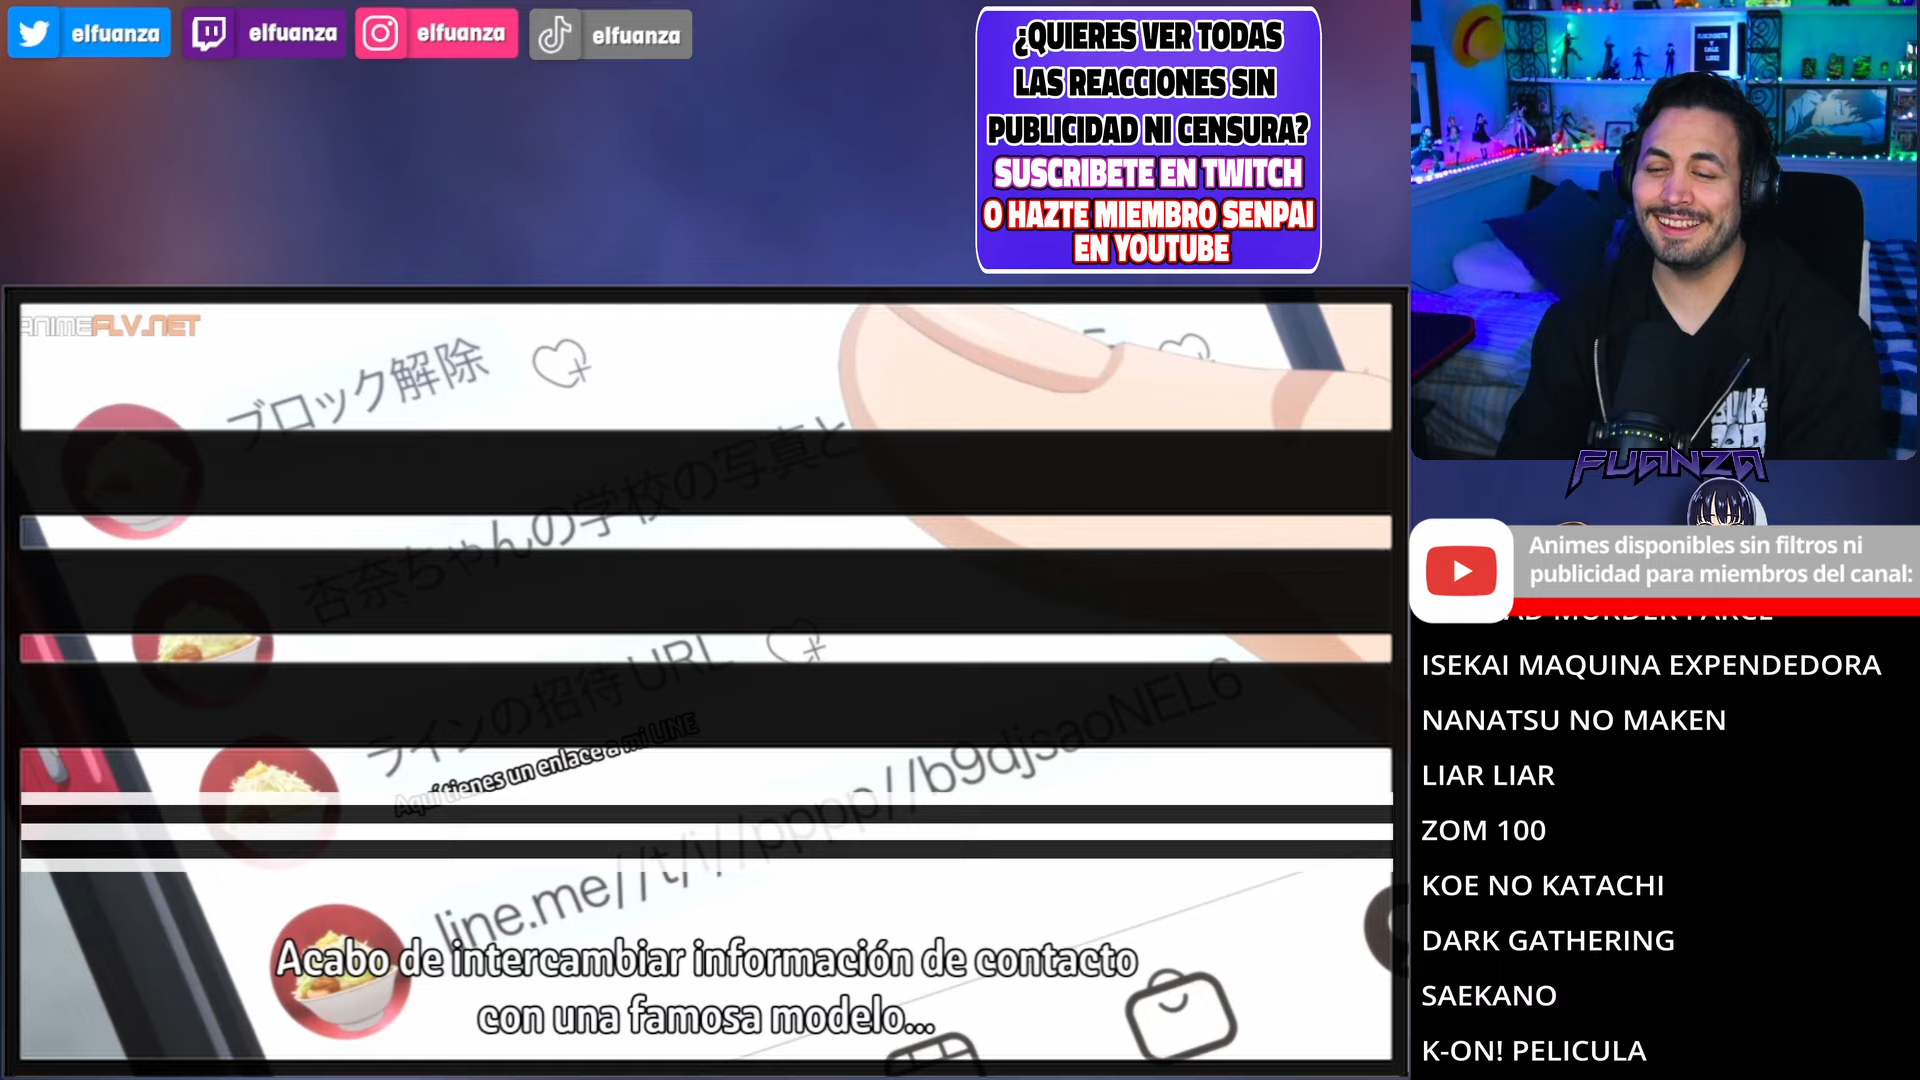 elfuanza
elfuanza
elfuanza
elfuanza
¿QUIERES VER TODAS
LAS REACCIONES SIN
PUBLICIDAD NI CENSURA?
SUSCRIBETE EN TWITCH
O HAZTE MIEMBRO SENPAI
EN YOUTUBE
ANIMEFLV.NET
ブロック解除
杏奈ちゃんの学校の写真と
ラインの招待 URL
Aquí tienes un enlace a mi LINE
line.me//t/i//pppp//b9djsaoNEL6
Acabo de intercambiar información de contacto
con una famosa modelo...
FUANZA
Animes disponibles sin filtros ni
publicidad para miembros del canal:
MURDER FARCE
ISEKAI MAQUINA EXPENDEDORA
NANATSU NO MAKEN
LIAR LIAR
ZOM 100
KOE NO KATACHI
DARK GATHERING
SAEKANO
K-ON! PELICULA